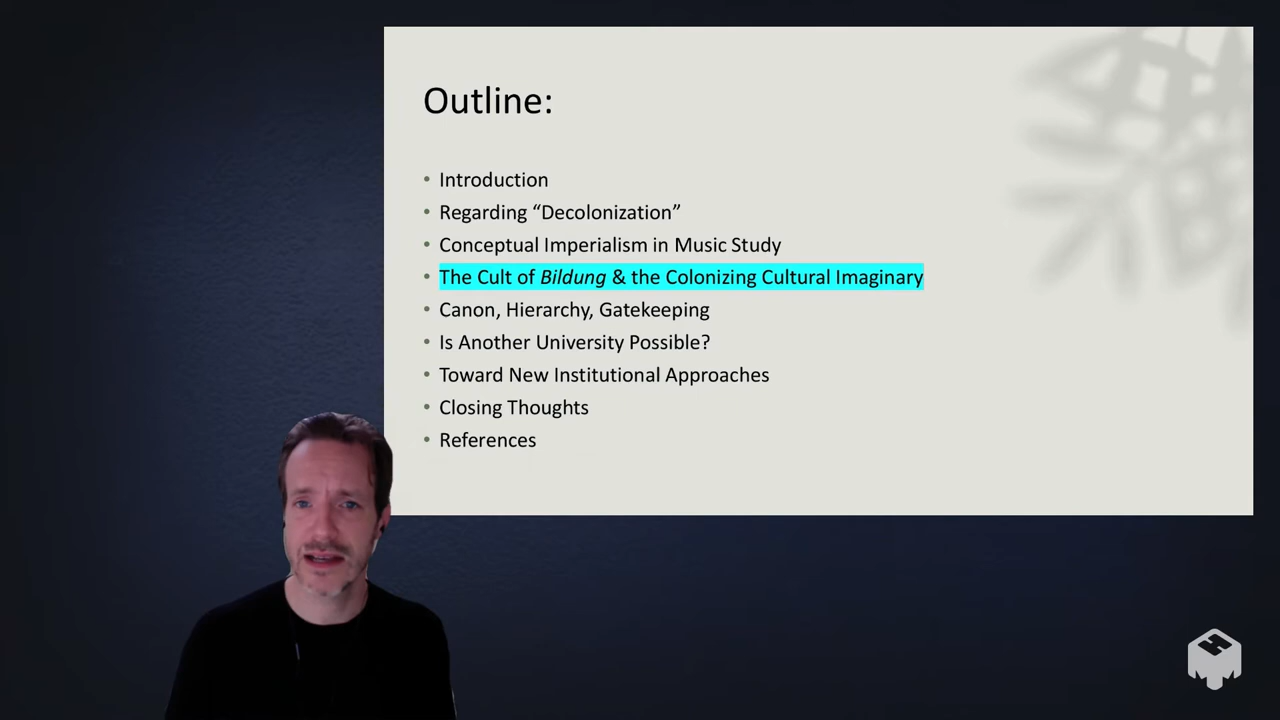 Outline:
• Introduction
• Regarding “Decolonization”
• Conceptual Imperialism in Music Study
• The Cult of Bildung & the Colonizing Cultural Imaginary
• Canon, Hierarchy, Gatekeeping
• Is Another University Possible?
• Toward New Institutional Approaches
• Closing Thoughts
• References